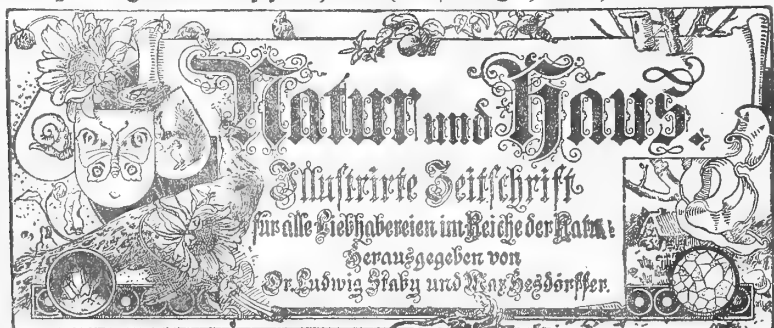 Natur und Haus.
Illustrirte Zeitschrift
für alle Liebhabereien im Reiche der Natur.
Herausgegeben von
Dr. Ludwig Staby und Max Hesdörffer.